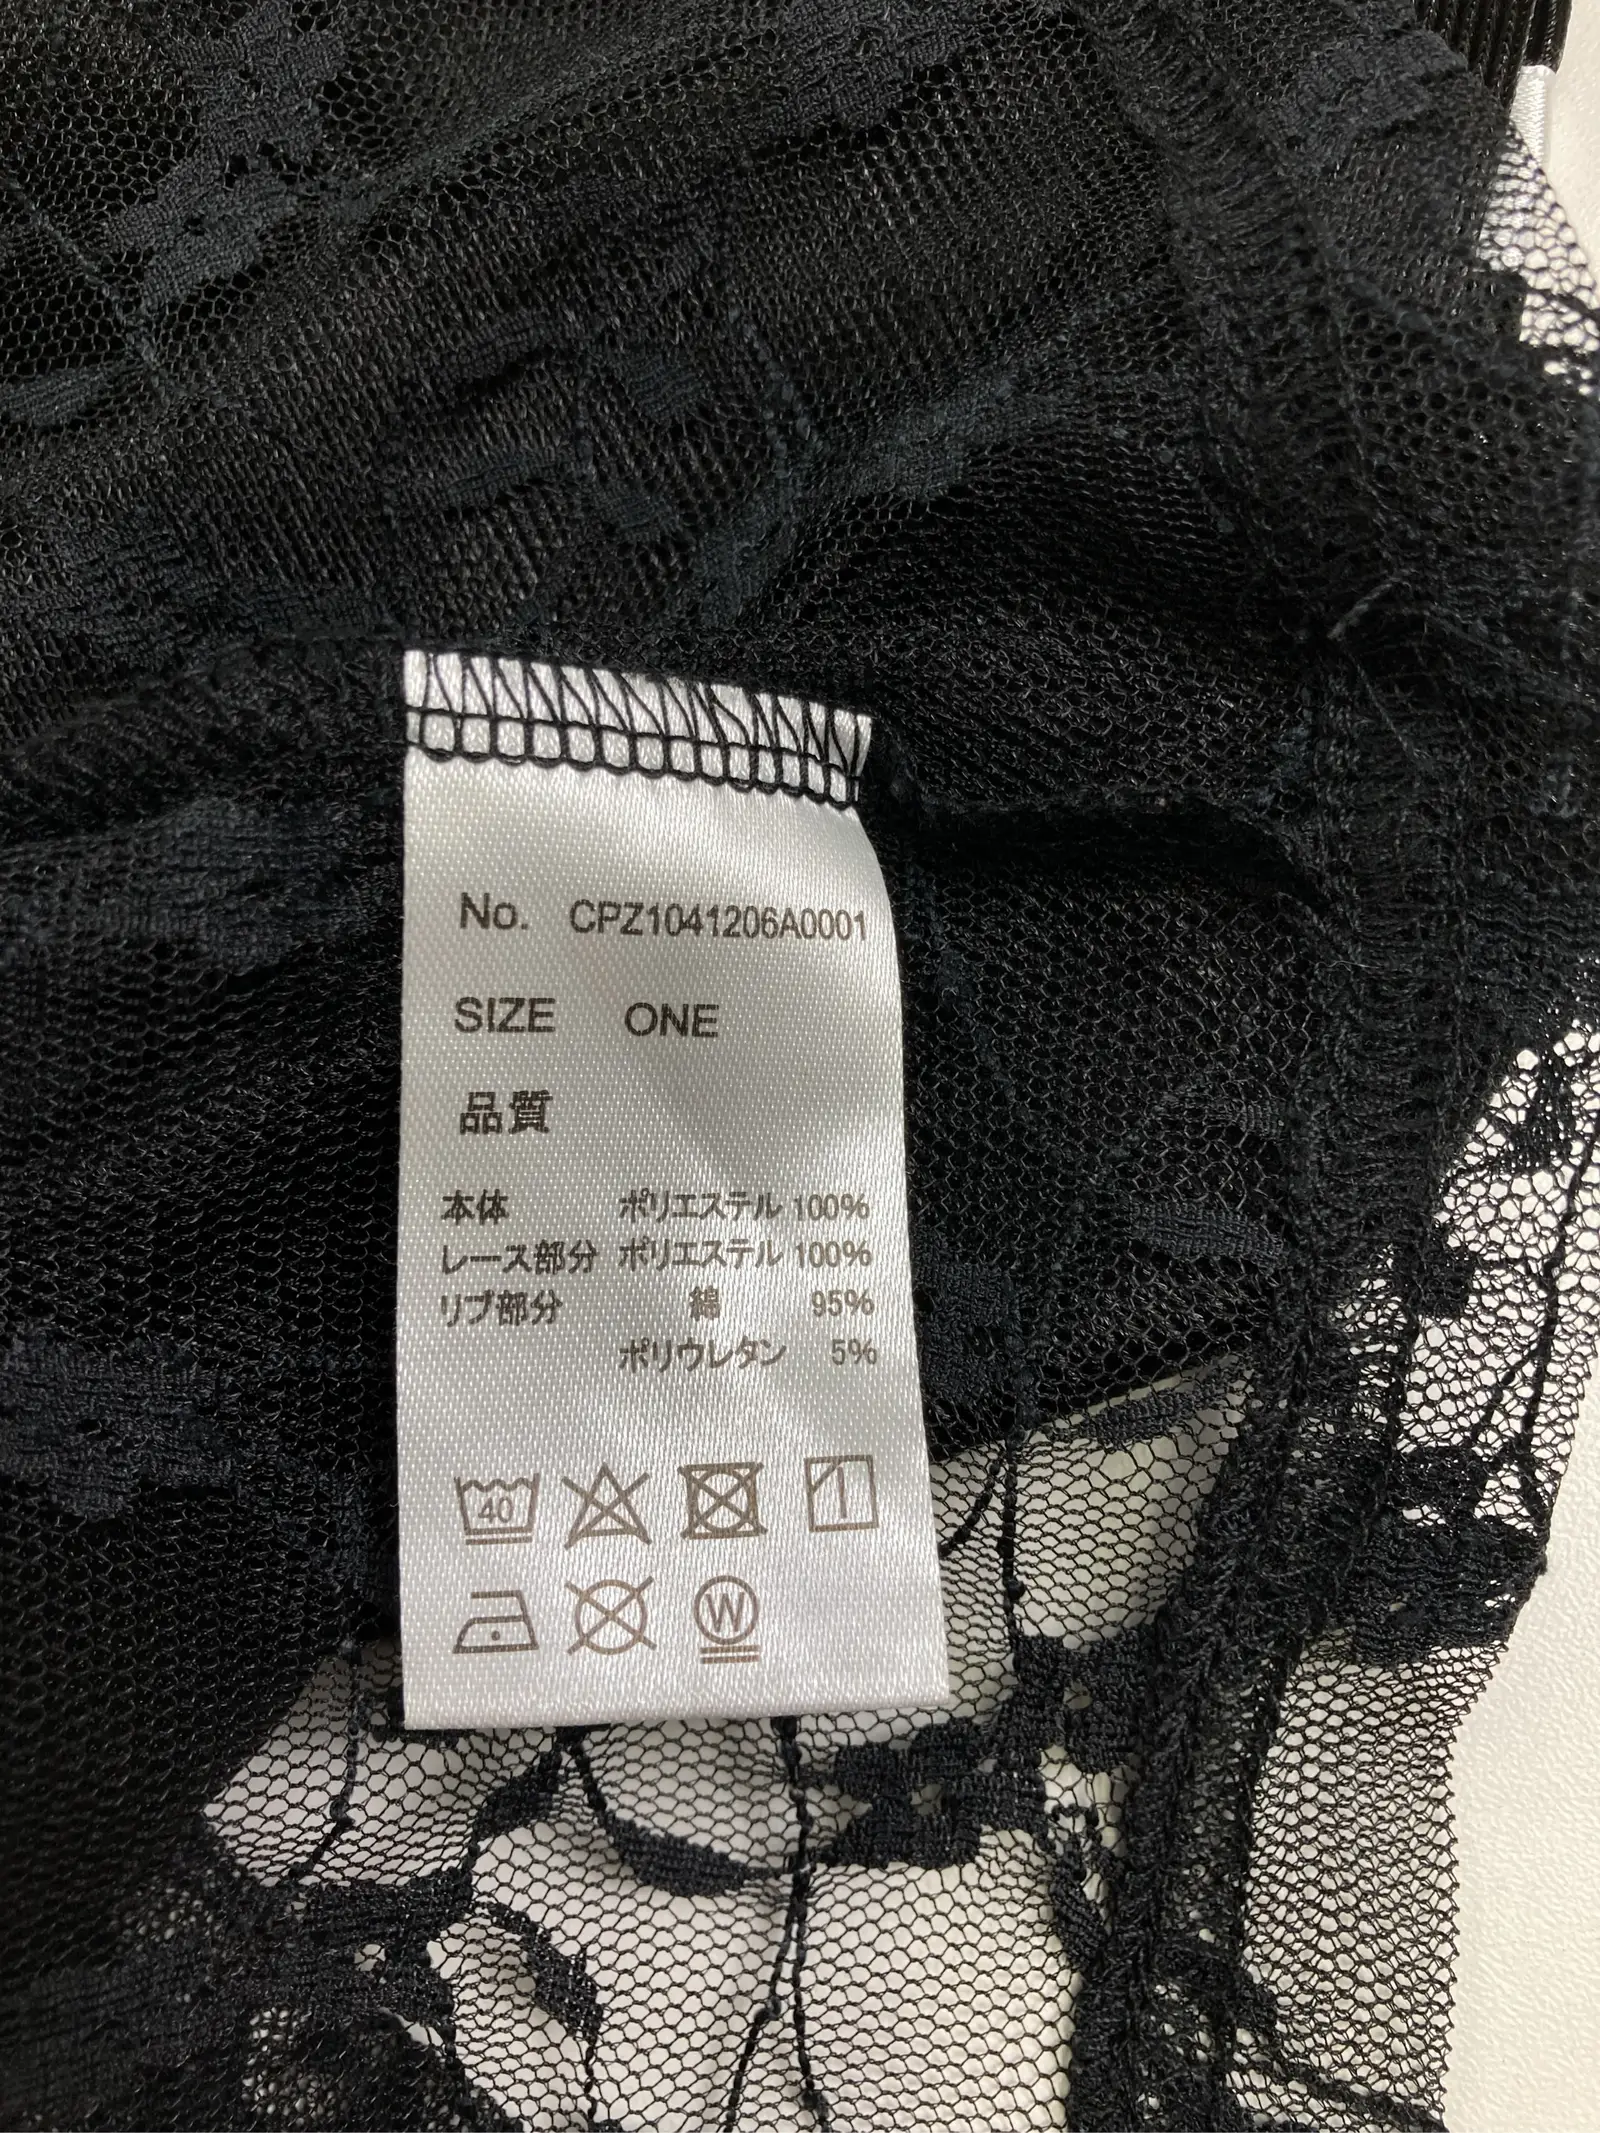 No. CPZ1041206A0001
SIZE ONE
品質
本体 ポリエステル 100%
レース部分 ポリエステル 100%
リブ部分 綿 95%
ポリウレタン 5%
40
W